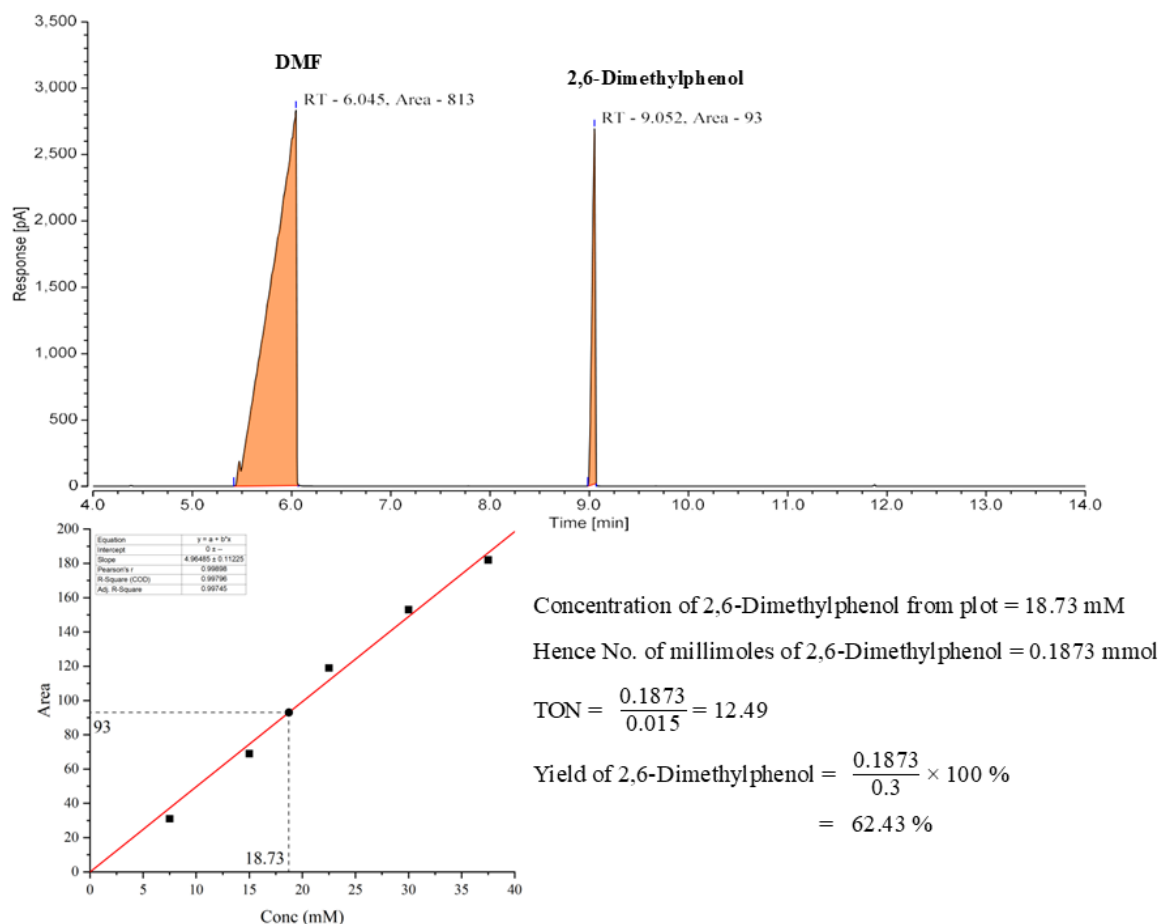 3,500
3,000
2,500
2,000
1,500
1,000
500
0
Response [pA]
DMF
RT - 6.045, Area - 813
2,6-Dimethylphenol
RT - 9.052, Area - 93
4.0 5.0 6.0 7.0 8.0 9.0 10.0 11.0 12.0 13.0 14.0
Time [min]
200
180
160
140
120
100
80
60
40
20
0
Area
Equation y = a + b*x
Intercept 0 ± --
Slope 4.96485 ± 0.11225
Pearson's r 0.99898
R-Square (COD) 0.99796
Adj. R-Square 0.99745
93
18.73
0 5 10 15 20 25 30 35 40
Conc (mM)
Concentration of 2,6-Dimethylphenol from plot = 18.73 mM
Hence No. of millimoles of 2,6-Dimethylphenol = 0.1873 mmol
TON = 0.1873/0.015 = 12.49
Yield of 2,6-Dimethylphenol = 0.1873/0.3 × 100 %
= 62.43 %